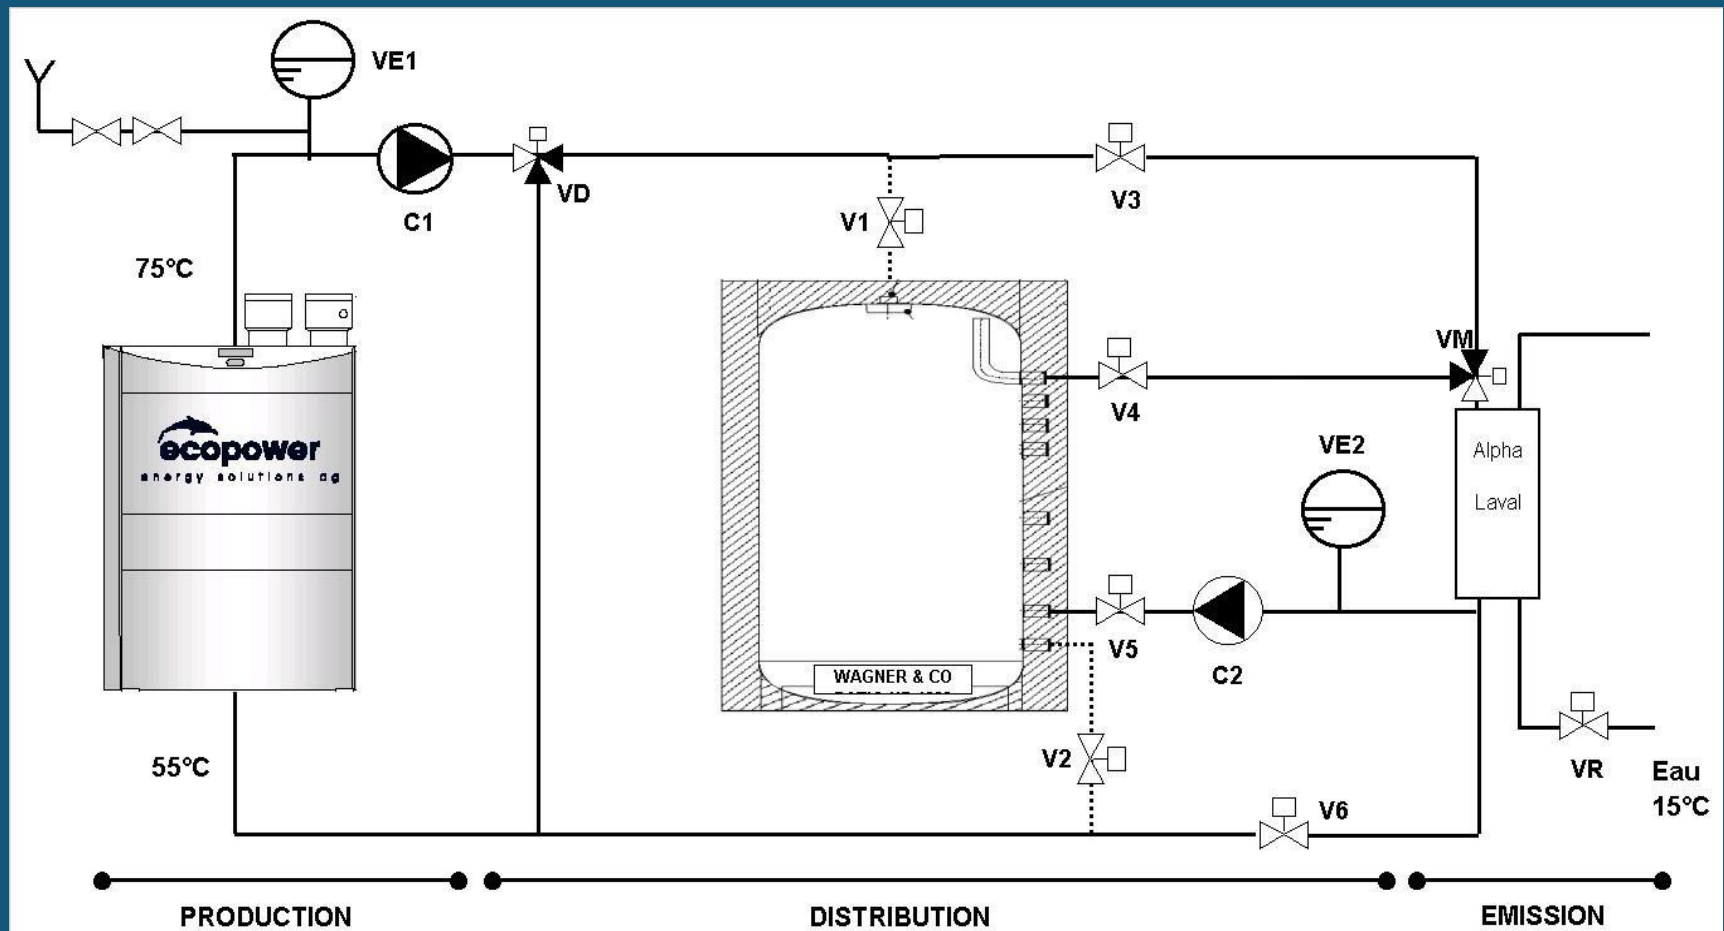 VE1
C1
VD
V1
V3
75°C
ecopower
energy solutions ag
VM
V4
VE2
Alpha
Laval
V5
C2
WAGNER & CO
V2
55°C
V6
VR
Eau
15°C
PRODUCTION
DISTRIBUTION
EMISSION